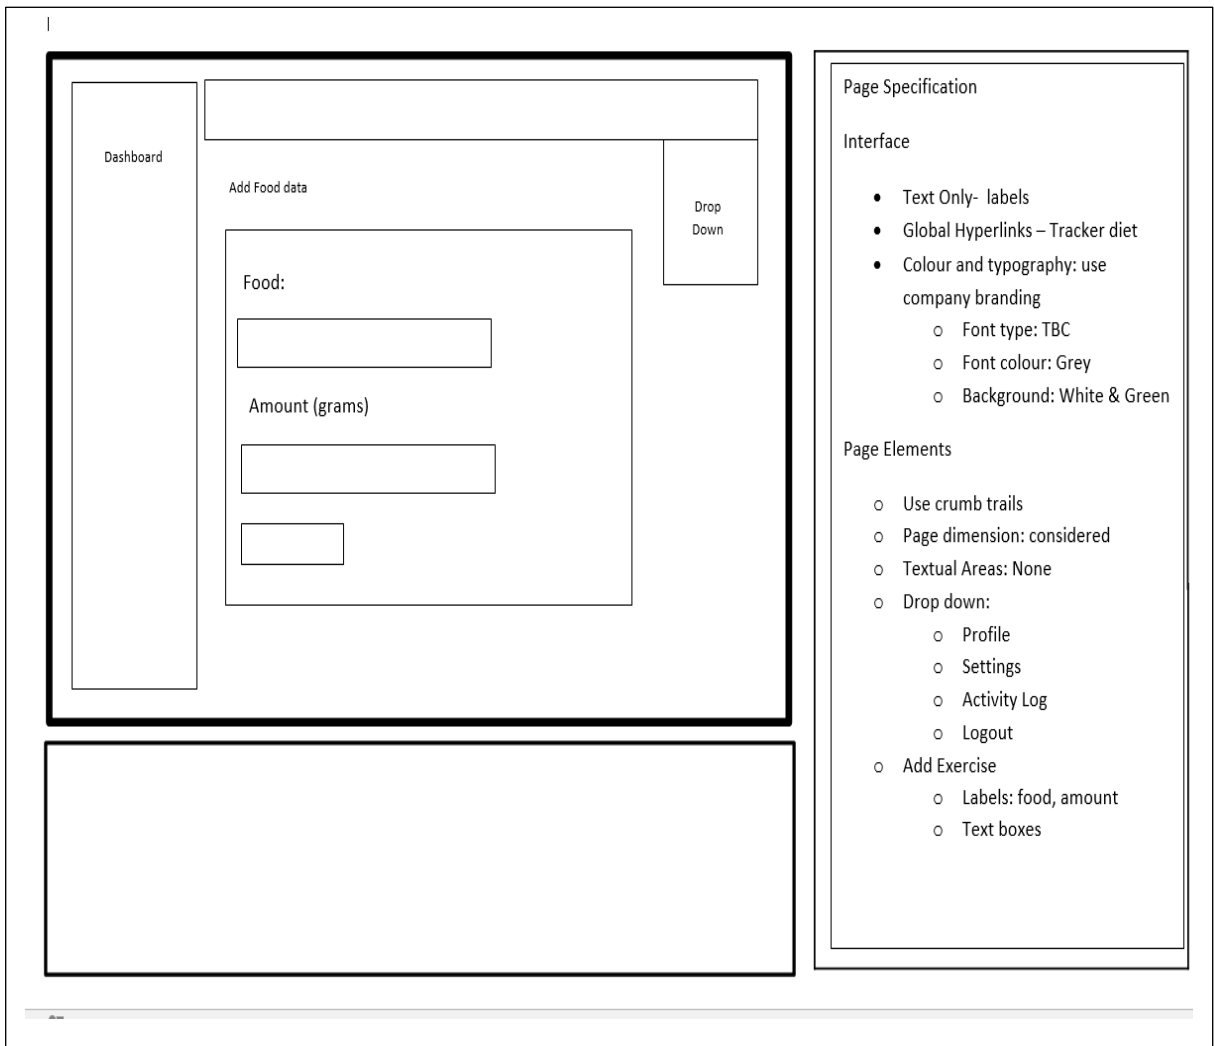 Dashboard
Add Food data
Drop
Down
Food:
Amount (grams)
Page Specification
Interface
• Text Only-  labels
• Global Hyperlinks – Tracker diet
• Colour and typography: use
company branding
o Font type: TBC
o Font colour: Grey
o Background: White & Green
Page Elements
o Use crumb trails
o Page dimension: considered
o Textual Areas: None
o Drop down:
o Profile
o Settings
o Activity Log
o Logout
o Add Exercise
o Labels: food, amount
o Text boxes